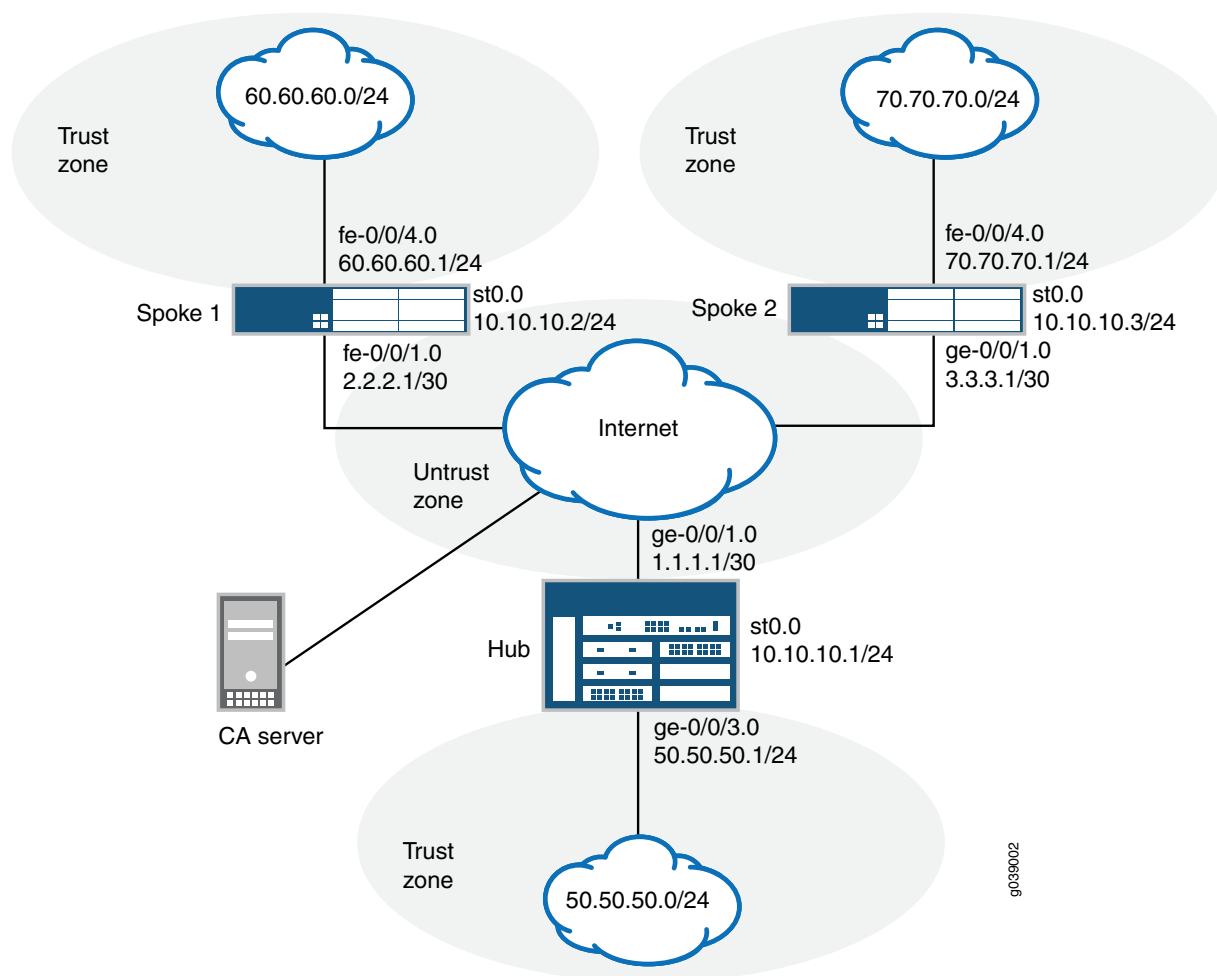 60.60.60.0/24
70.70.70.0/24
Trust
zone
Trust
zone
fe-0/0/4.0
60.60.60.1/24
fe-0/0/4.0
70.70.70.1/24
Spoke 1
st0.0
10.10.10.2/24
Spoke 2
st0.0
10.10.10.3/24
fe-0/0/1.0
2.2.2.1/30
ge-0/0/1.0
3.3.3.1/30
Internet
Untrust
zone
ge-0/0/1.0
1.1.1.1/30
Hub
st0.0
10.10.10.1/24
CA server
ge-0/0/3.0
50.50.50.1/24
Trust
zone
50.50.50.0/24
g039002